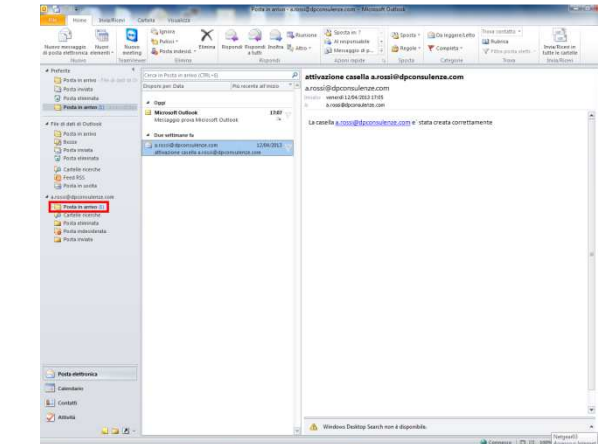 Posta in arrivo - a.rossi@dpconsulenze.com - Microsoft Outlook
File Home Invia/Ricevi Cartella Visualizza
Nuovo messaggio di posta elettronica
Nuovi elementi
Nuovo
Nuovo meeting
TeamViewer
Ignora
Pulisci
Posta indesid.
Elimina
Elimina
Rispondi
Rispondi a tutti
Inoltra
Riunione
Altro
Rispondi
Sposta in: ?
Al responsabile
Messaggio di p...
Azioni rapide
Sposta
Regole
Sposta
Da leggere/Letto
Completa
Categorie
Trova contatto
Rubrica
Filtra posta elettr.
Trova
Invia/Ricevi in tutte le cartelle
Invia/Ricevi
Preferiti
Posta in arrivo
Posta inviata
Posta eliminata
Posta in arrivo (1)
File di dati di Outlook
Posta in arrivo
Bozze
Posta inviata
Posta eliminata
Cartelle ricerche
Feed RSS
Posta in uscita
a.rossi@dpconsulenze.com
Posta in arrivo (1)
Cartelle ricerche
Posta eliminata
Posta indesiderata
Posta inviata
Posta elettronica
Calendario
Contatti
Attività
Cerca in Posta in arrivo (CTRL+E)
Disponi per: Data Più recente all'inizio
Oggi
Microsoft Outlook 17:07
Messaggio prova Microsoft Outlook
Due settimane fa
a.rossi@dpconsulenze.com 12/04/2013
attivazione casella a.rossi@dpconsulenze.com
attivazione casella a.rossi@dpconsulenze.com
a.rossi@dpconsulenze.com
Inviato: venerdì 12/04/2013 17:05
A: a.rossi@dpconsulenze.com
La casella a.rossi@dpconsulenze.com e` stata creata correttamente
Windows Desktop Search non è disponibile.
Connesso
100%
Netgear03